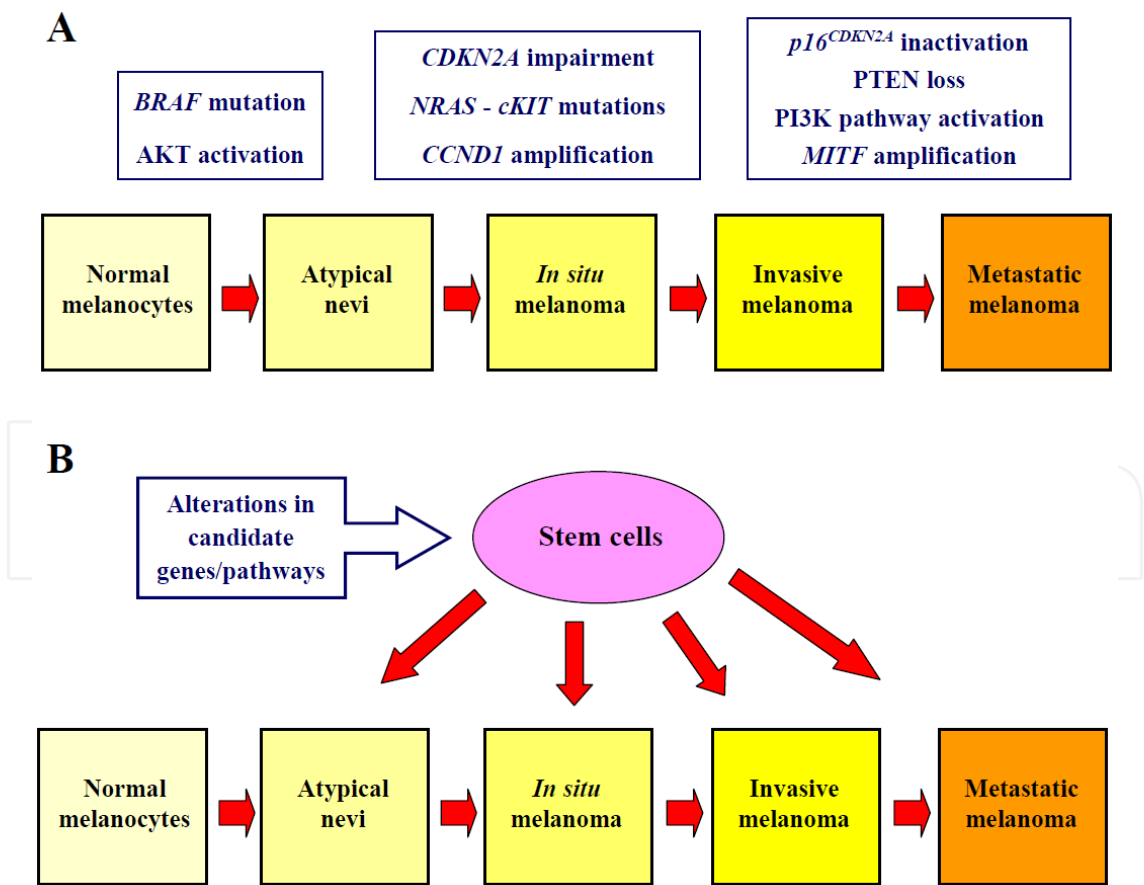 A
BRAF mutation
AKT activation
CDKN2A impairment
NRAS - cKIT mutations
CCND1 amplification
p16^CDKN2A inactivation
PTEN loss
PI3K pathway activation
MITF amplification
Normal
melanocytes
Atypical
nevi
In situ
melanoma
Invasive
melanoma
Metastatic
melanoma
B
Alterations in
candidate
genes/pathways
Stem cells
Normal
melanocytes
Atypical
nevi
In situ
melanoma
Invasive
melanoma
Metastatic
melanoma